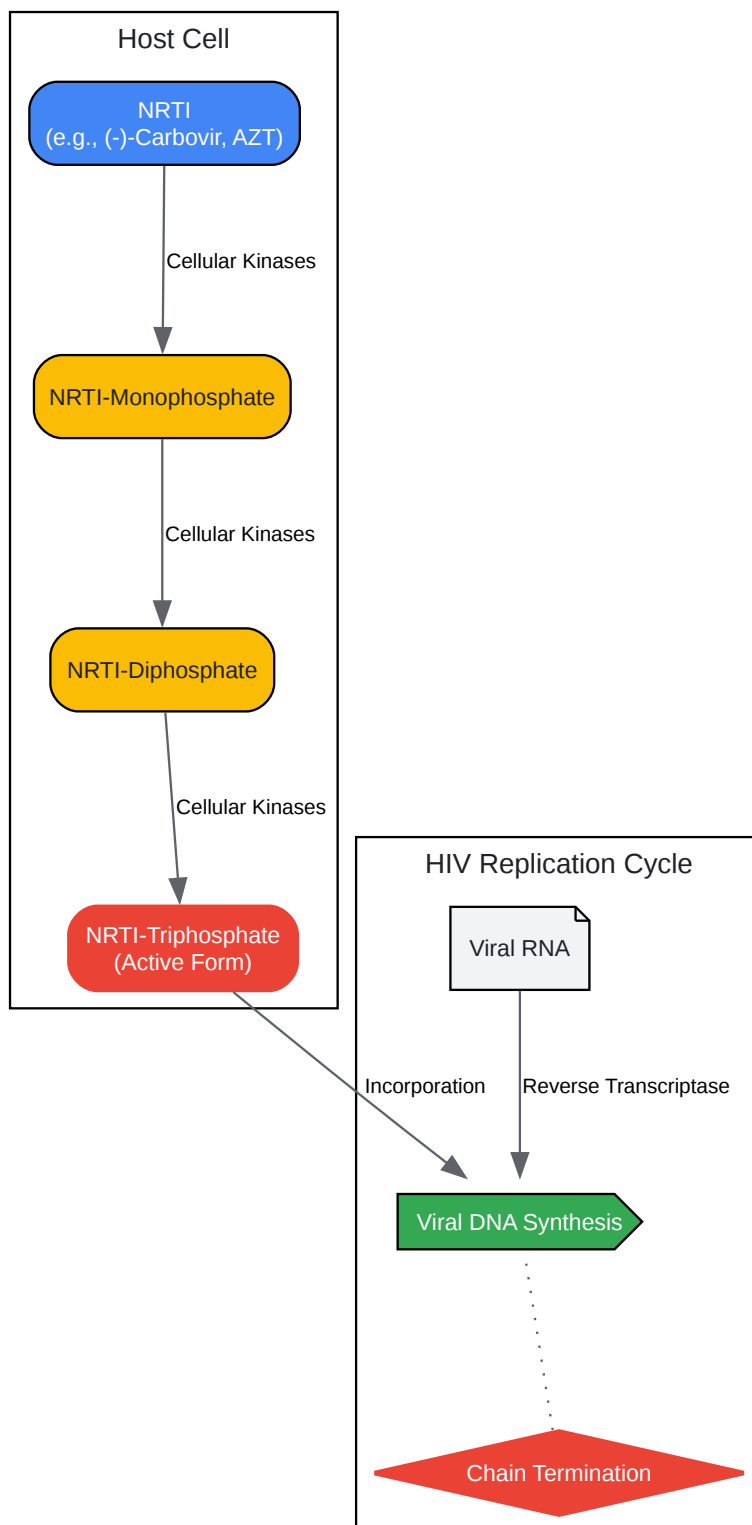 Host Cell
NRTI
(e.g., (-)-Carbovir, AZT)
Cellular Kinases
NRTI-Monophosphate
Cellular Kinases
NRTI-Diphosphate
Cellular Kinases
NRTI-Triphosphate
(Active Form)
HIV Replication Cycle
Viral RNA
Incorporation
Reverse Transcriptase
Viral DNA Synthesis
Chain Termination